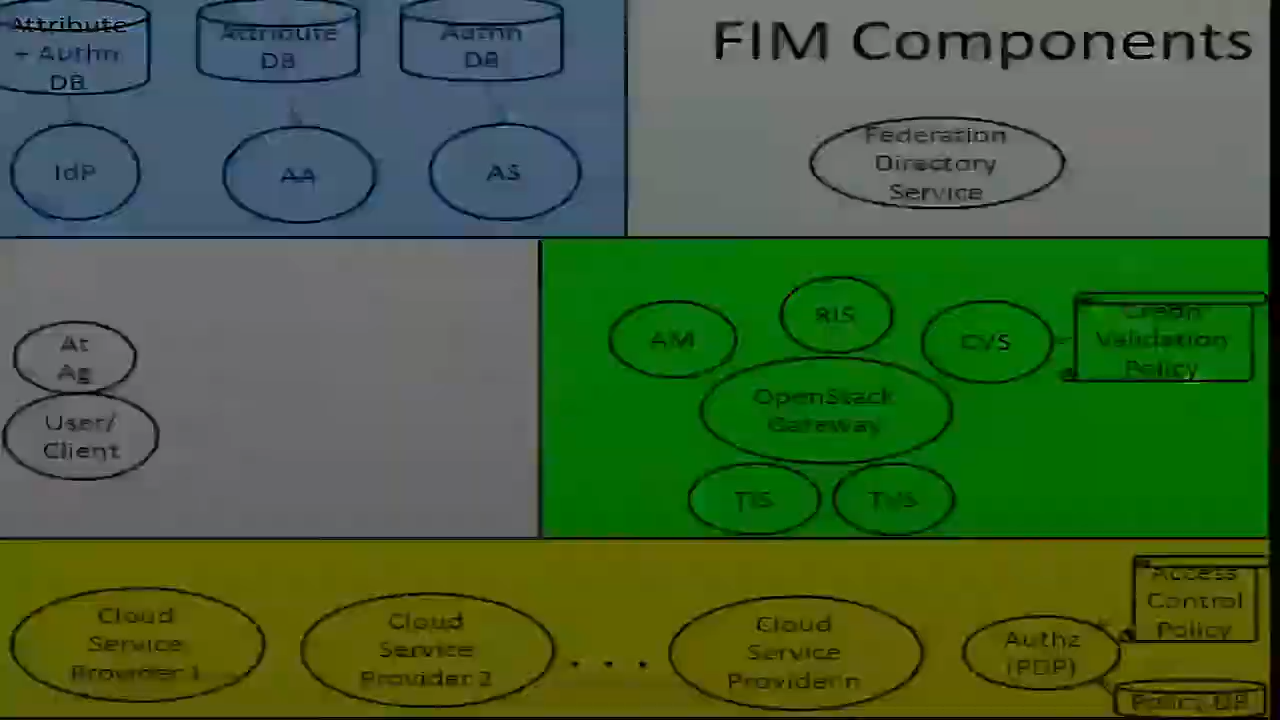 FIM Components
Attribute
+ Authn
DB
Attribute
DB
Authn
DB
IdP
AA
AS
Federation
Directory
Service
At
Ag
User/
Client
AM
RIS
CVS
Validation
Policy
OpenStack
Gateway
TIS
TVS
Cloud
Service
Provider 1
Cloud
Service
Provider 2
. . .
Cloud
Service
Provider n
Authz
(PDP)
Access
Control
Policy
Policy DB